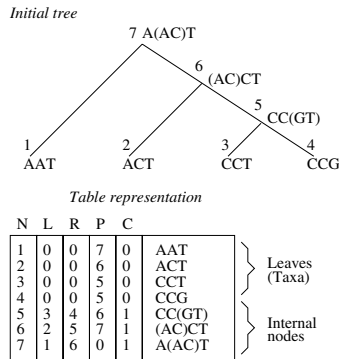 Initial tree
7 A(AC)T
6
(AC)CT
5
CC(GT)
1 2 3 4
AAT ACT CCT CCG
Table representation
N L R P C
1 0 0 7 0 AAT
2 0 0 6 0 ACT
3 0 0 5 0 CCT
4 0 0 5 0 CCG
5 3 4 6 1 CC(GT)
6 2 5 7 1 (AC)CT
7 1 6 0 1 A(AC)T
Leaves
(Taxa)
Internal
nodes